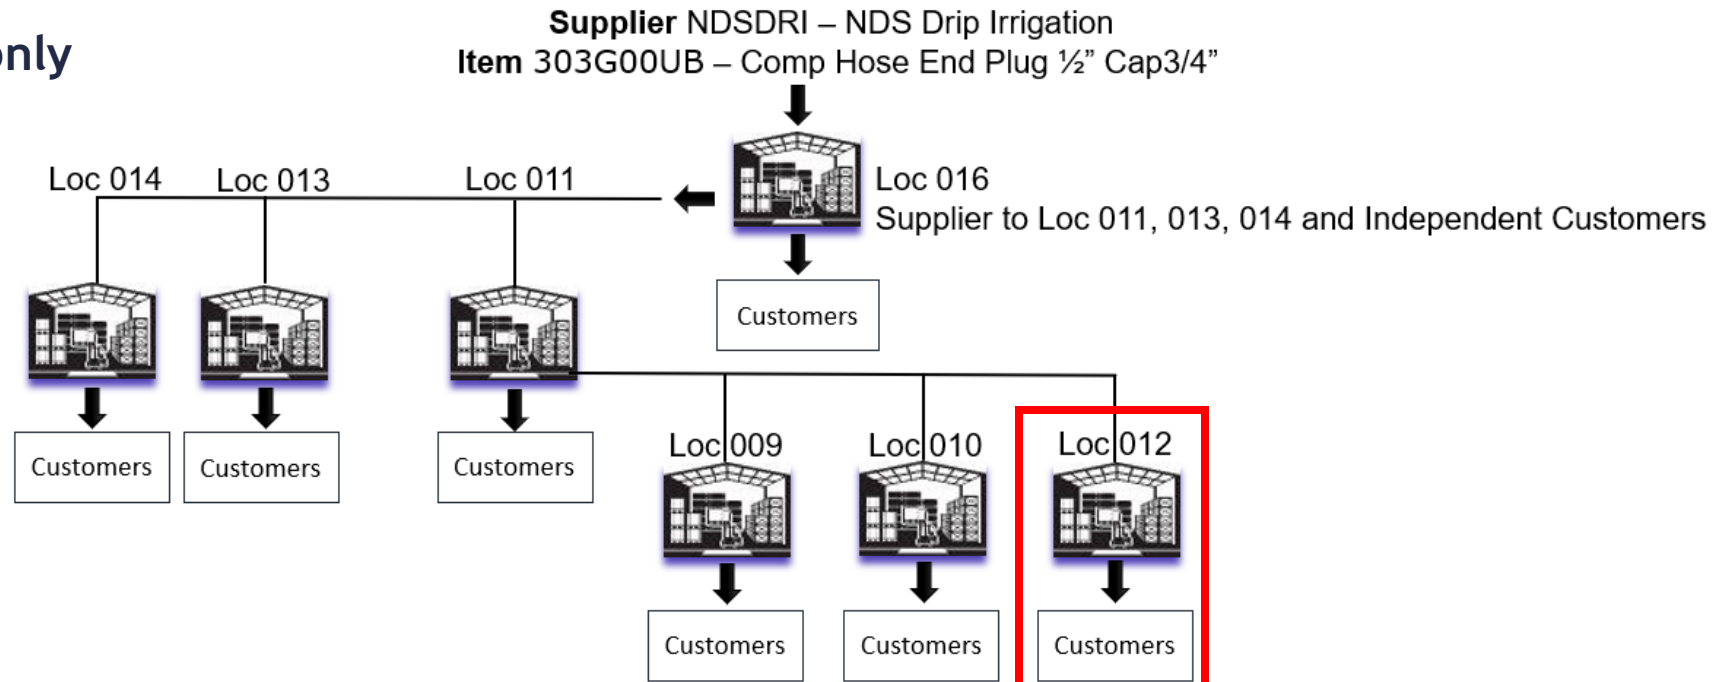 Supplier NDSDRI – NDS Drip Irrigation
only
Item 303G00UB – Comp Hose End Plug ½” Cap3/4”
Loc 014
Loc 013
Loc 011
Loc 016
Supplier to Loc 011, 013, 014 and Independent Customers
Customers
Customers
Customers
Customers
Loc 009
Loc 010
Loc 012
Customers
Customers
Customers